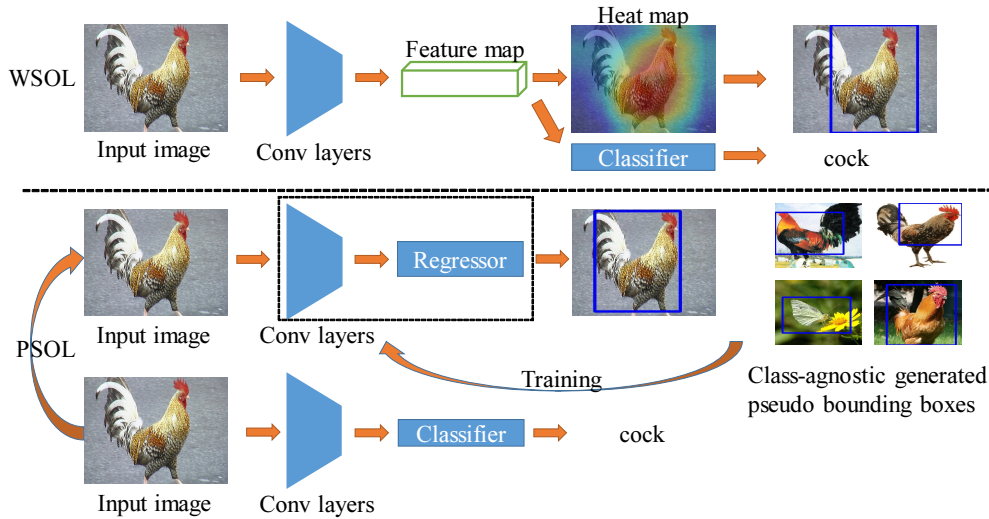 Heat map
Feature map
WSOL
Input image
Conv layers
Classifier
cock
Regressor
Input image
Conv layers
PSOL
Training
Class-agnostic generated
pseudo bounding boxes
Classifier
cock
Input image
Conv layers